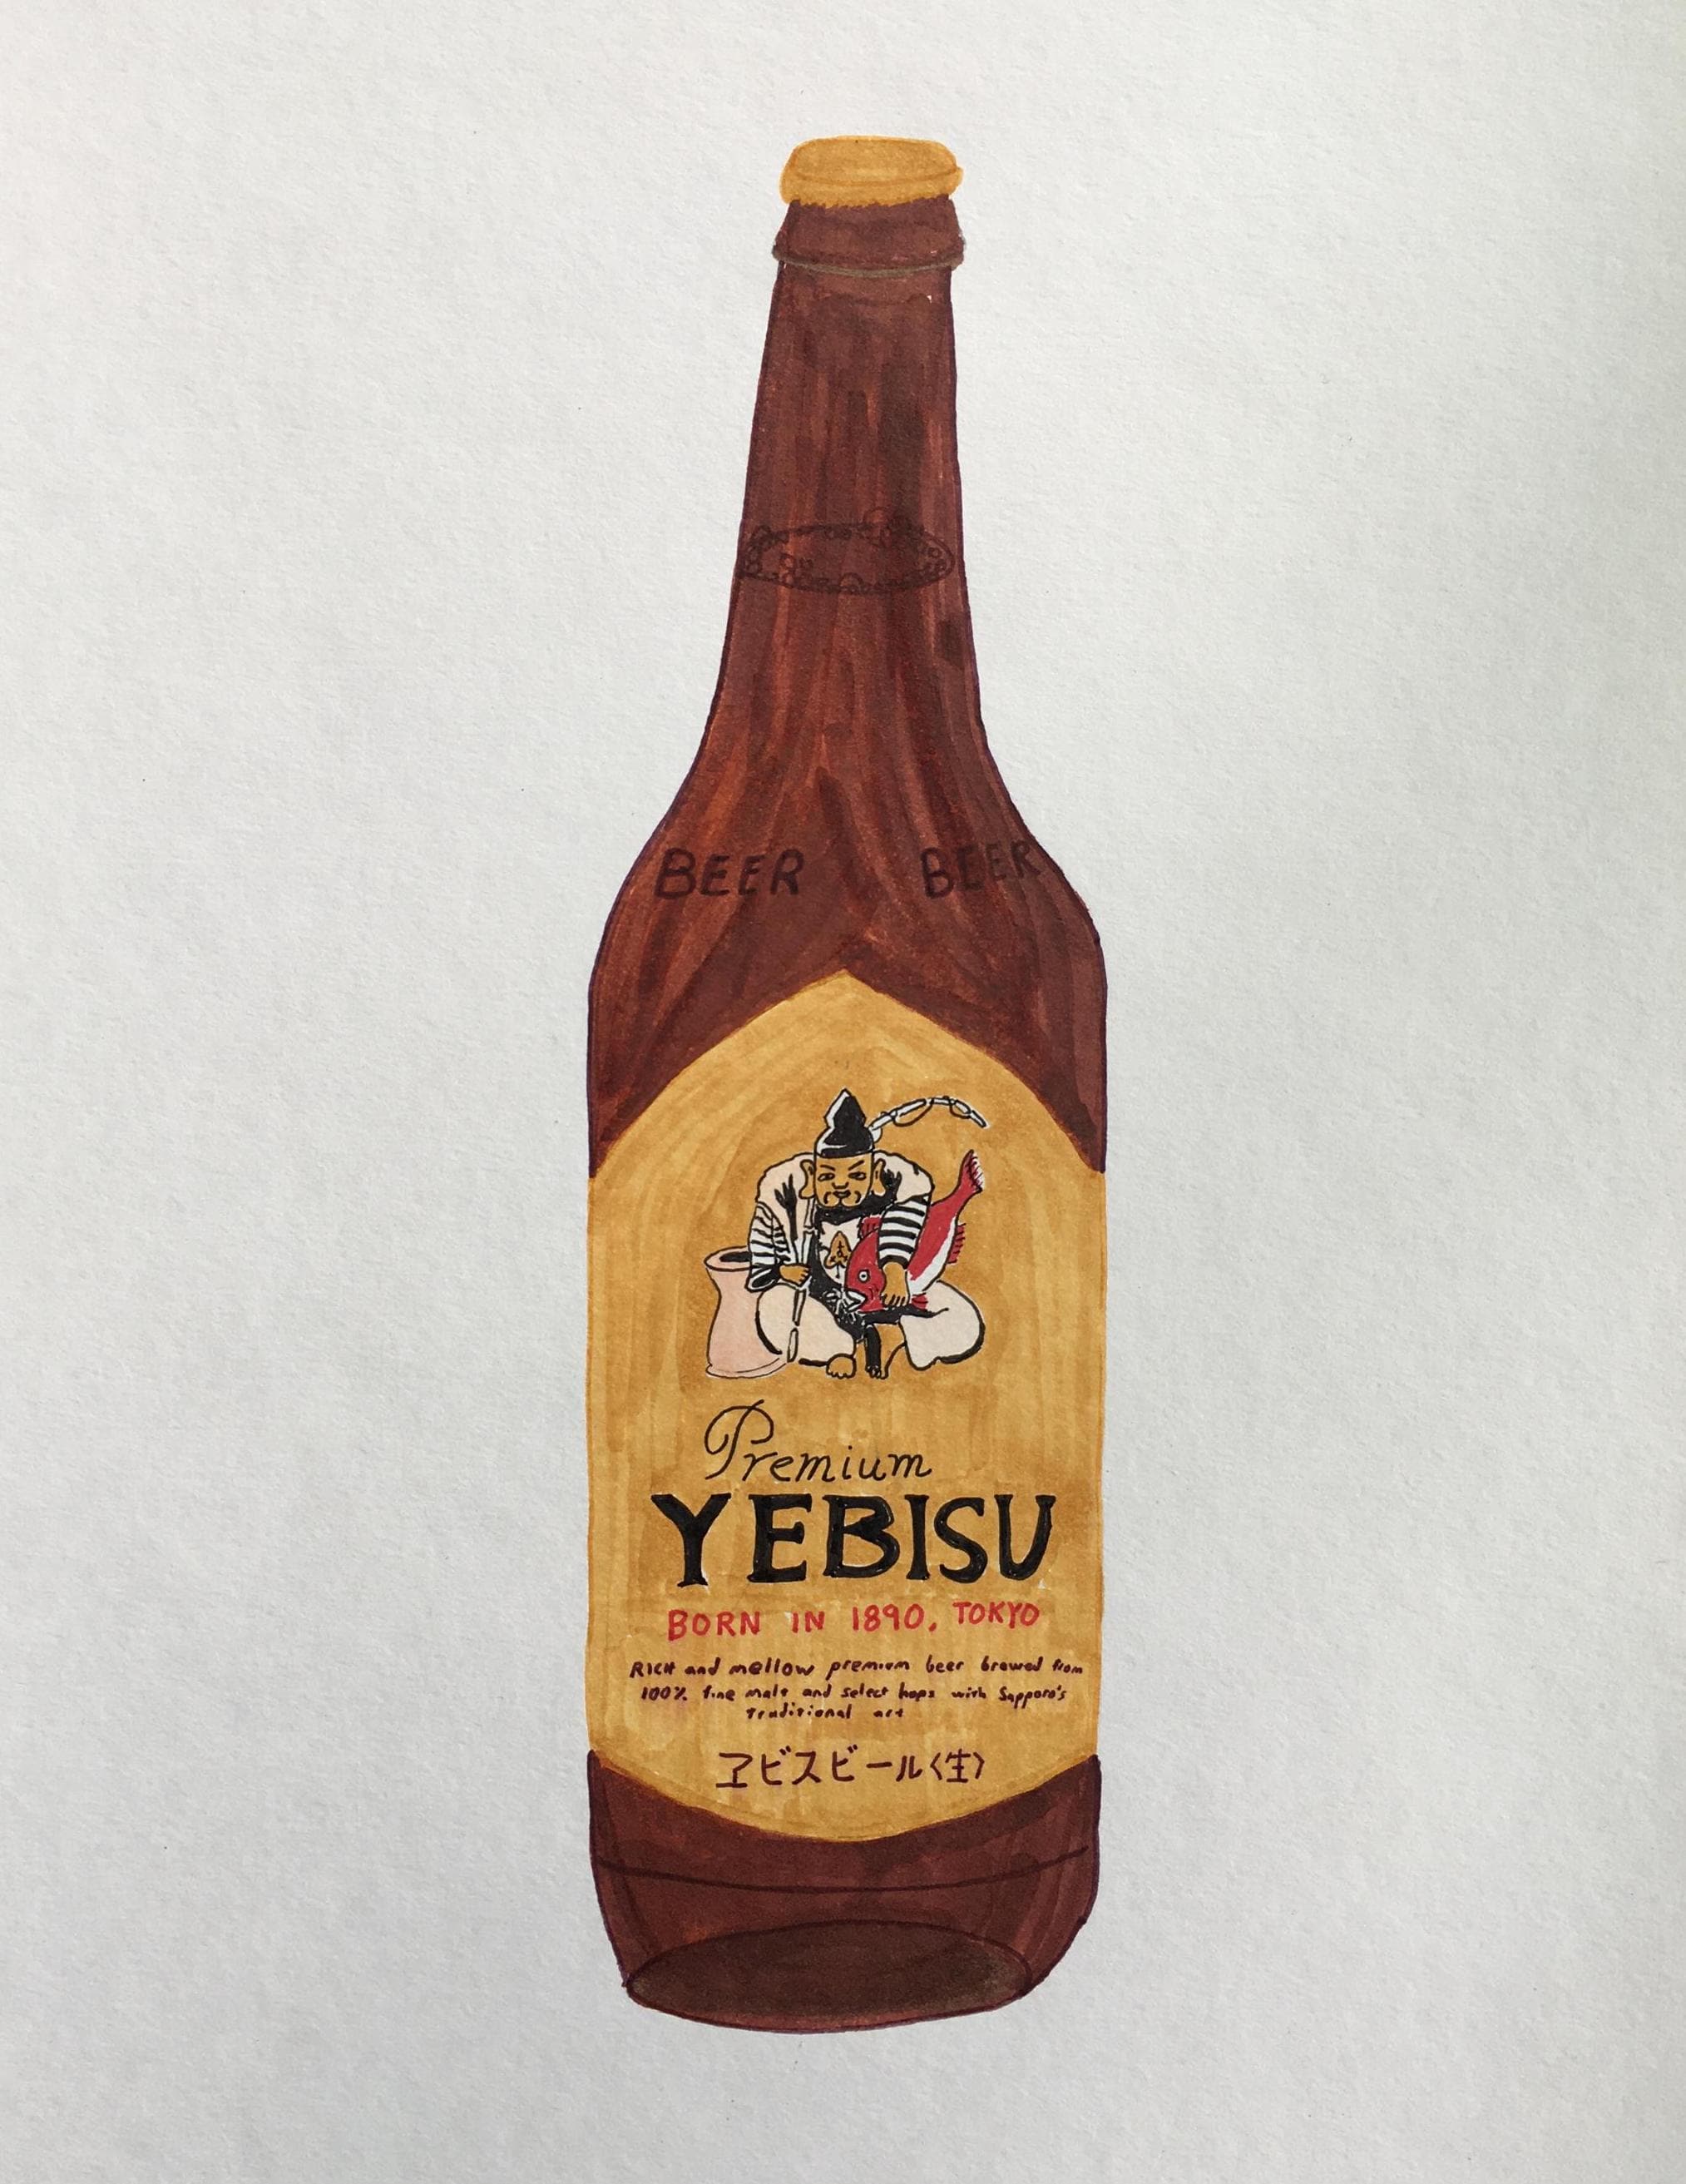 BEER BEER
Premium
YEBISU
BORN IN 1890, TOKYO
RICH and mellow premium beer brewed from
100% fine malt and select hops with Sapporo's
traditional art
ヱビスビール〈生〉